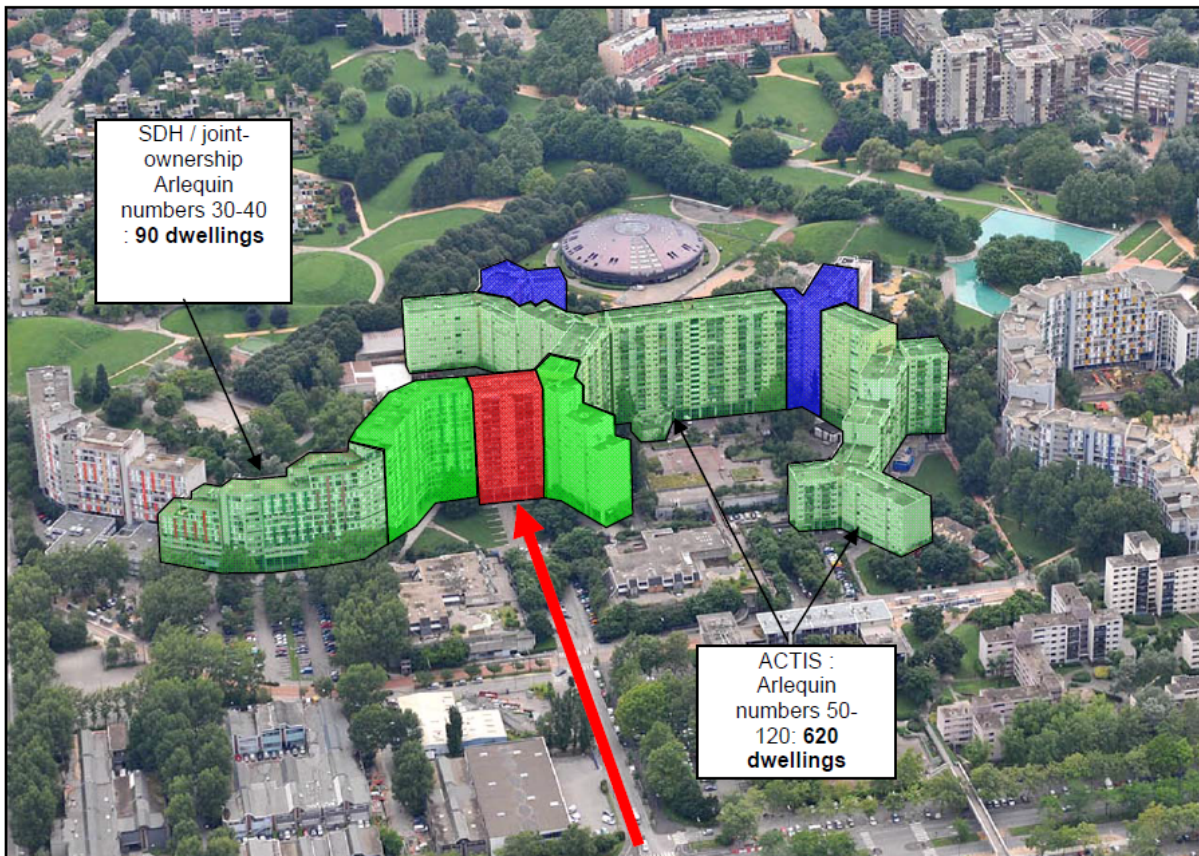 SDH / joint-
ownership
Arlequin
numbers 30-40
: 90 dwellings
ACTIS :
Arlequin
numbers 50-
120: 620
dwellings